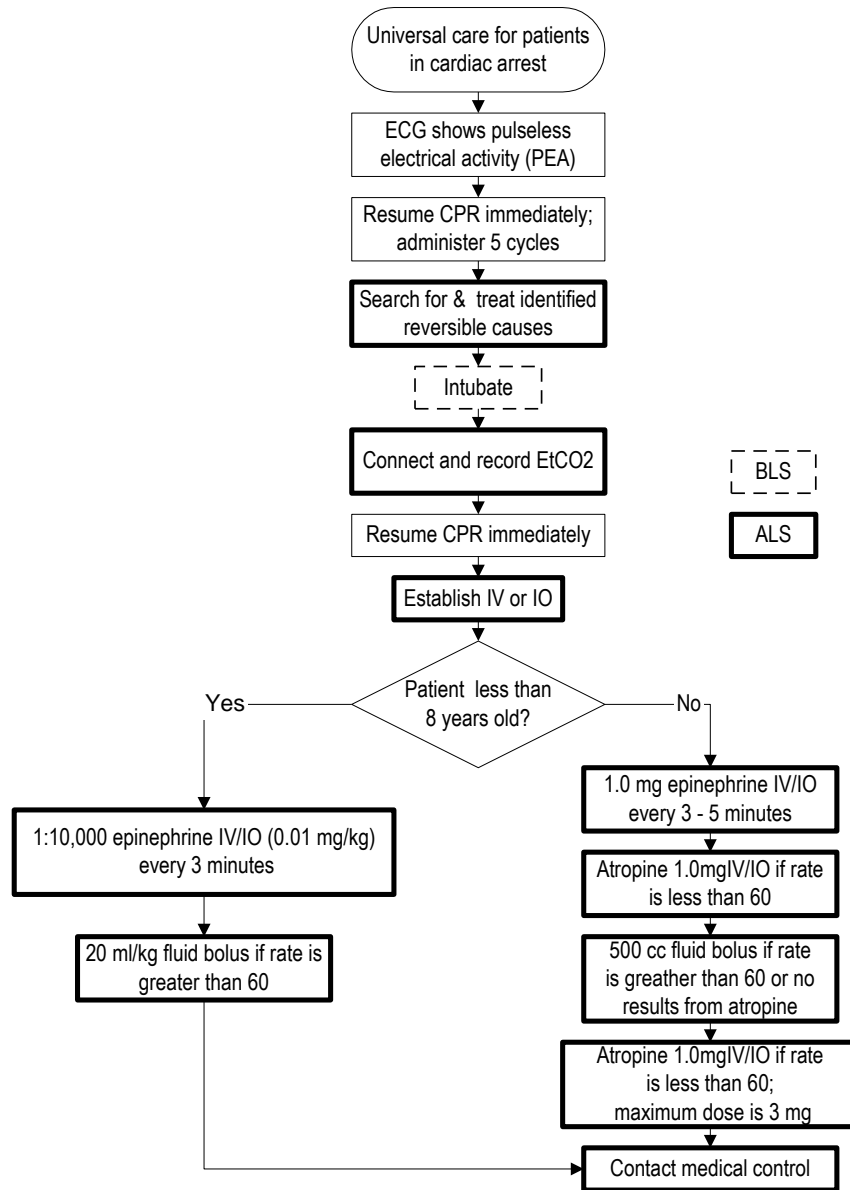 Universal care for patients
in cardiac arrest
ECG shows pulseless
electrical activity (PEA)
Resume CPR immediately;
administer 5 cycles
Search for & treat identified
reversible causes
Intubate
Connect and record EtCO2
BLS
Resume CPR immediately
ALS
Establish IV or IO
Patient less than
8 years old?
Yes
No
1:10,000 epinephrine IV/IO (0.01 mg/kg)
every 3 minutes
20 ml/kg fluid bolus if rate is
greater than 60
1.0 mg epinephrine IV/IO
every 3 - 5 minutes
Atropine 1.0mgIV/IO if rate
is less than 60
500 cc fluid bolus if rate
is greather than 60 or no
results from atropine
Atropine 1.0mgIV/IO if rate
is less than 60;
maximum dose is 3 mg
Contact medical control